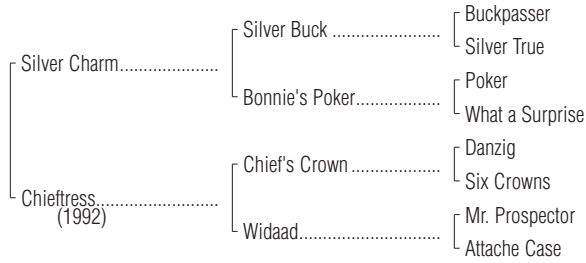 Buckpasser
Silver Buck ........................
Silver True
Silver Charm......................
Poker
Bonnie's Poker...................
What a Surprise
Danzig
Chief's Crown ....................
Six Crowns
Chieftress...........................
(1992)
Mr. Prospector
Widaad................................
Attache Case